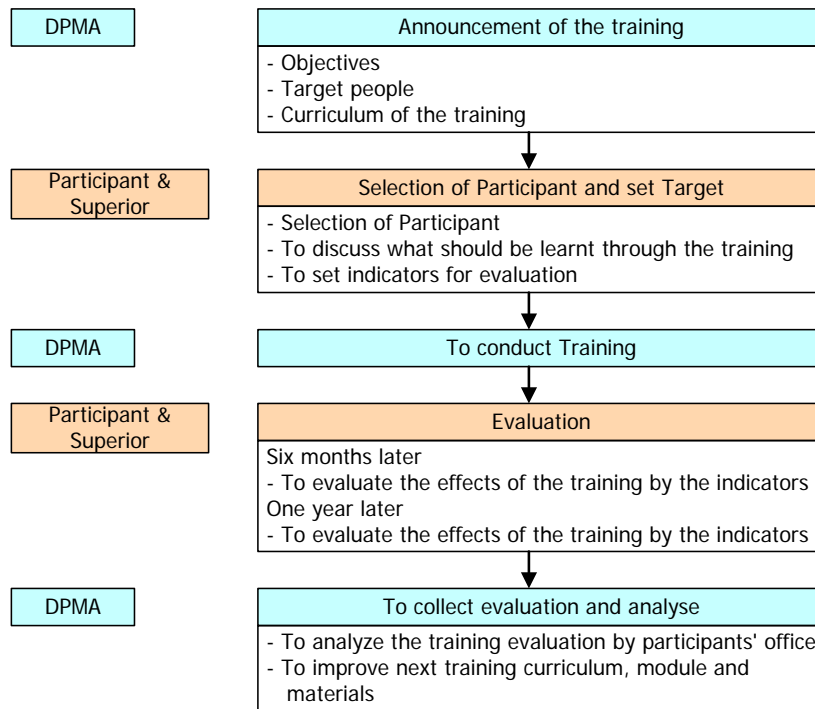 DPMA
Announcement of the training
- Objectives
- Target people
- Curriculum of the training
Participant &
Superior
Selection of Participant and set Target
- Selection of Participant
- To discuss what should be learnt through the training
- To set indicators for evaluation
DPMA
To conduct Training
Participant &
Superior
Evaluation
Six months later
- To evaluate the effects of the training by the indicators
One year later
- To evaluate the effects of the training by the indicators
DPMA
To collect evaluation and analyse
- To analyze the training evaluation by participants' office
- To improve next training curriculum, module and
materials